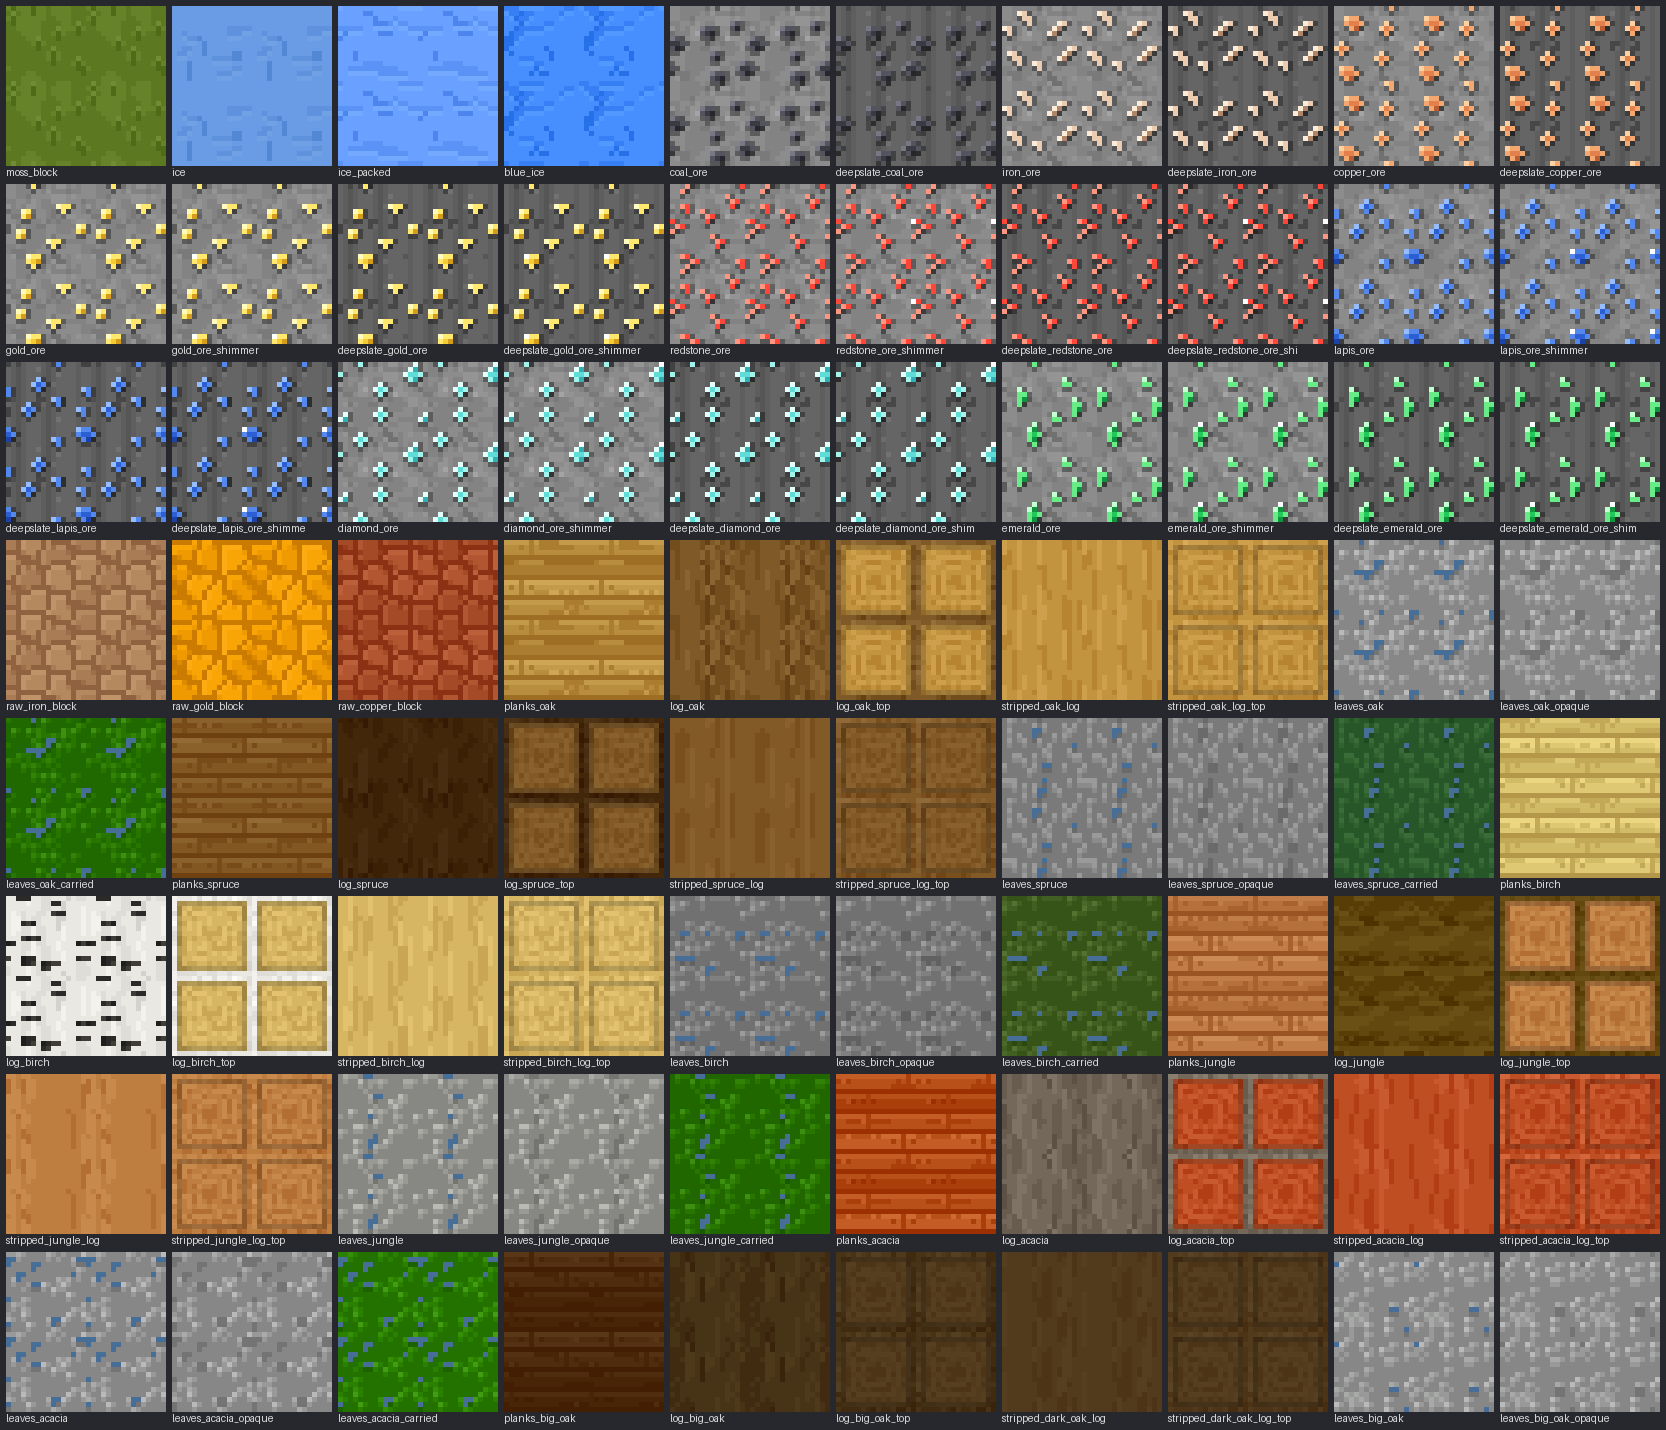 moss_block ice ice_packed blue_ice coal_ore deepslate_coal_ore iron_ore deepslate_iron_ore copper_ore deepslate_copper_ore
gold_ore gold_ore_shimmer deepslate_gold_ore deepslate_gold_ore_shimmer redstone_ore redstone_ore_shimmer deepslate_redstone_ore deepslate_redstone_ore_shi lapis_ore lapis_ore_shimmer
deepslate_lapis_ore deepslate_lapis_ore_shimme diamond_ore diamond_ore_shimmer deepslate_diamond_ore deepslate_diamond_ore_shim emerald_ore emerald_ore_shimmer deepslate_emerald_ore deepslate_emerald_ore_shim
raw_iron_block raw_gold_block raw_copper_block planks_oak log_oak log_oak_top stripped_oak_log stripped_oak_log_top leaves_oak leaves_oak_opaque
leaves_oak_carried planks_spruce log_spruce log_spruce_top stripped_spruce_log stripped_spruce_log_top leaves_spruce leaves_spruce_opaque leaves_spruce_carried planks_birch
log_birch log_birch_top stripped_birch_log stripped_birch_log_top leaves_birch leaves_birch_opaque leaves_birch_carried planks_jungle log_jungle log_jungle_top
stripped_jungle_log stripped_jungle_log_top leaves_jungle leaves_jungle_opaque leaves_jungle_carried planks_acacia log_acacia log_acacia_top stripped_acacia_log stripped_acacia_log_top
leaves_acacia leaves_acacia_opaque leaves_acacia_carried planks_big_oak log_big_oak log_big_oak_top stripped_dark_oak_log stripped_dark_oak_log_top leaves_big_oak leaves_big_oak_opaque